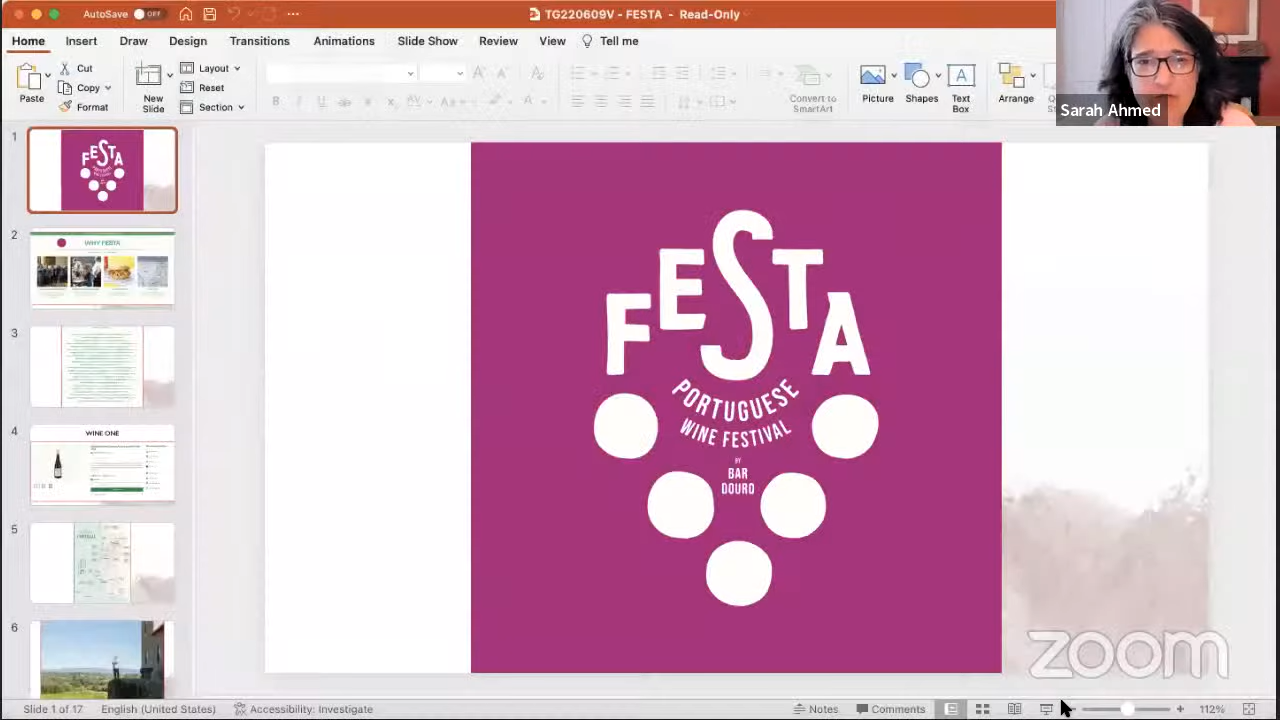 AutoSave OFF
TG220609V - FESTA - Read-Only
Home Insert Draw Design Transitions Animations Slide Show Review View Tell me
Paste
Cut
Copy
Format
New
Slide
Layout
Reset
Section
Convert to
SmartArt
Picture
Shapes
Text
Box
Arrange
Sarah Ahmed
1
FESTA
2
WHY FESTA
3
4
WINE ONE
5
6
FESTA
PORTUGUESE
WINE FESTIVAL
BY
BAR
DOURO
zoom
Slide 1 of 17 English (United States) Accessibility: Investigate Notes Comments 112%